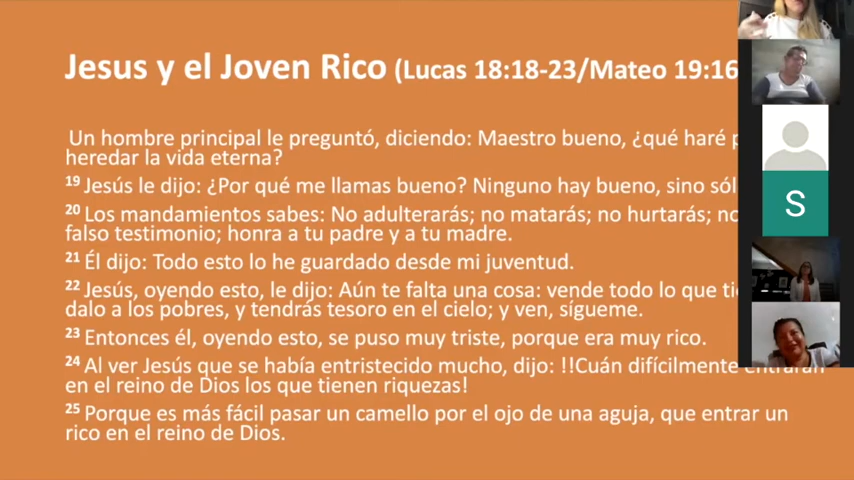 Jesus y el Joven Rico (Lucas 18:18-23/Mateo 19:16
Un hombre principal le preguntó, diciendo: Maestro bueno, ¿qué haré
heredar la vida eterna?
19 Jesús le dijo: ¿Por qué me llamas bueno? Ninguno hay bueno, sino
20 Los mandamientos sabes: No adulterarás; no matarás; no hurtarás; no
falso testimonio; honra a tu padre y a tu madre.
21 Él dijo: Todo esto lo he guardado desde mi juventud.
22 Jesús, oyendo esto, le dijo: Aún te falta una cosa: vende todo lo que
dalo a los pobres, y tendrás tesoro en el cielo; y ven, sígueme.
23 Entonces él, oyendo esto, se puso muy triste, porque era muy rico.
24 Al ver Jesús que se había entristecido mucho, dijo: !!Cuán difícilmente entrarán
en el reino de Dios los que tienen riquezas!
25 Porque es más fácil pasar un camello por el ojo de una aguja, que entrar un
rico en el reino de Dios.
S